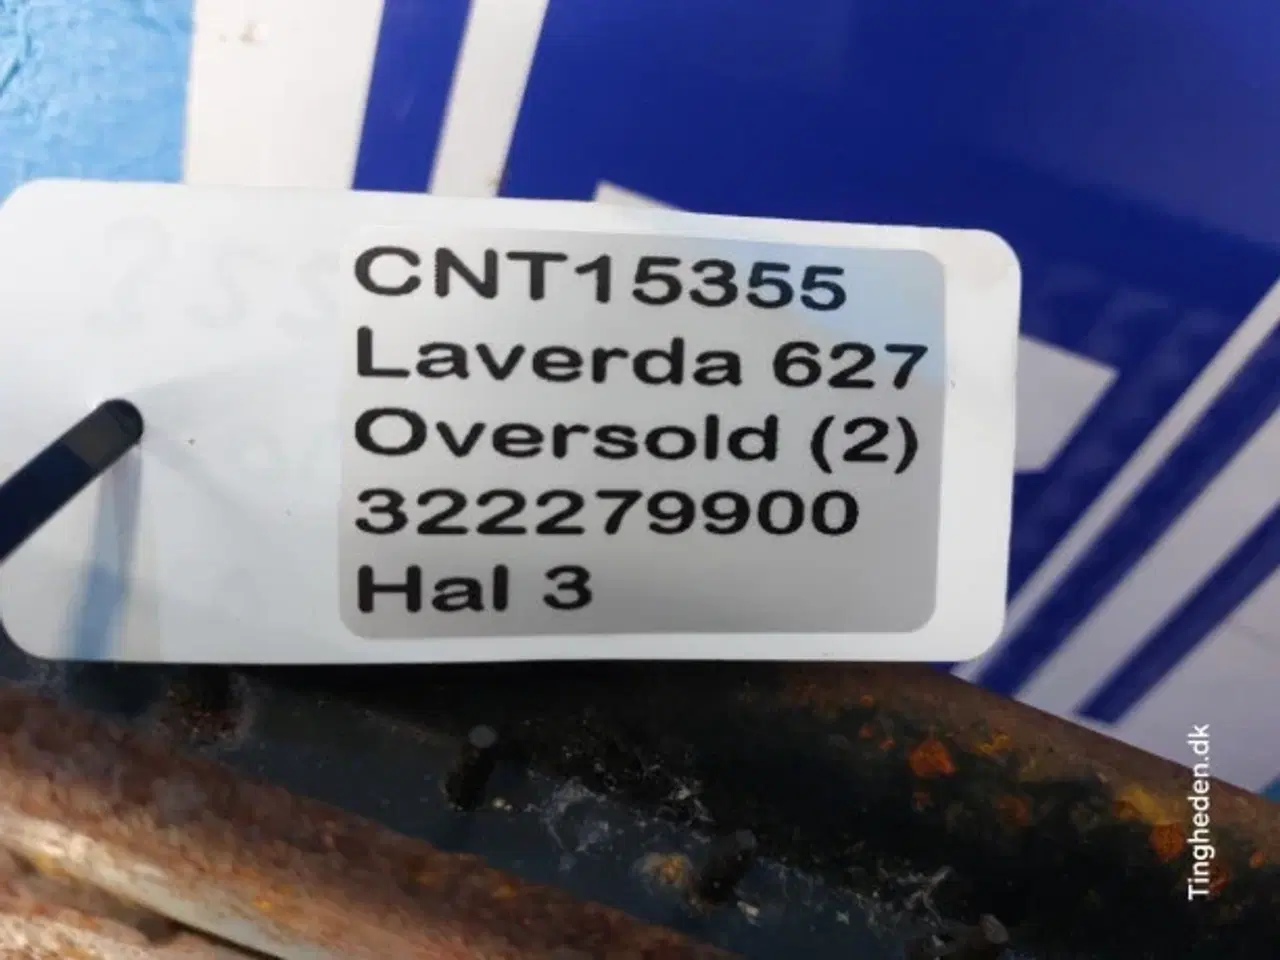 CNT15355
Laverda 627
Oversold (2)
322279900
Hal 3
Tingheden.dk